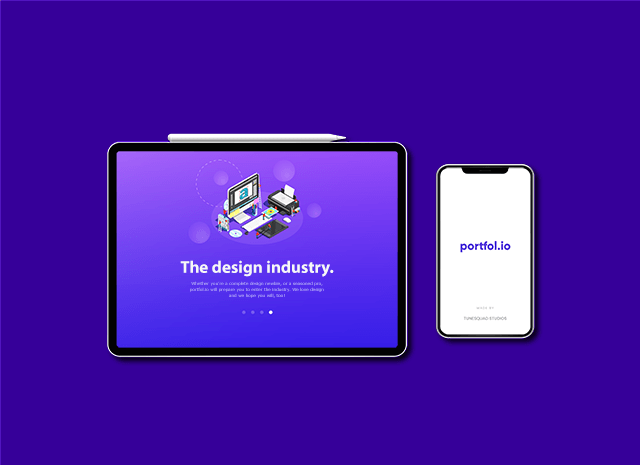 a
The design industry.
Whether you're a complete design newbie, or a seasoned pro,
portfol.io will prepare you to enter the industry. We love design
and we hope you will, too!
portfol.io
MADE BY
TUNESQUAD STUDIOS